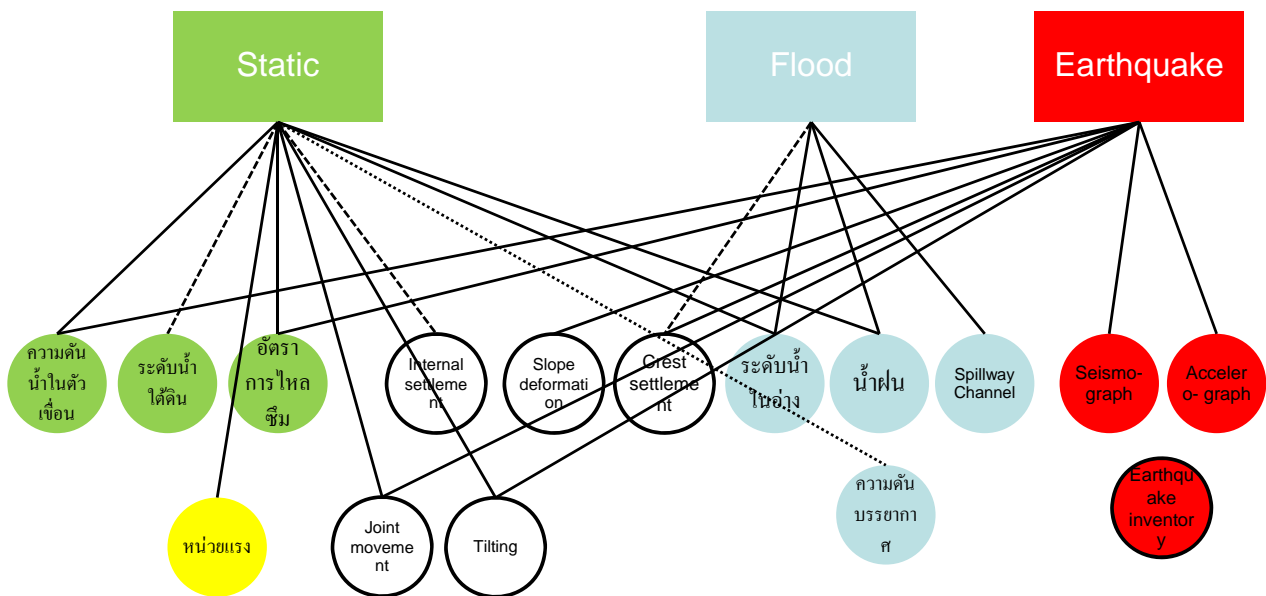 Static
Flood
Earthquake
ความดัน
น้ำในตัว
เขื่อน
ระดับน้ำ
ใต้ดิน
อัตรา
การไหล
ซึม
Internal
settleme
nt
Slope
deformati
on
Crest
settleme
nt
ระดับน้ำ
ในอ่าง
น้ำฝน
Spillway
Channel
Seismo-
graph
Acceler
o- graph
หน่วยแรง
Joint
moveme
nt
Tilting
ความดัน
บรรยากา
ศ
Earthqu
ake
inventor
y